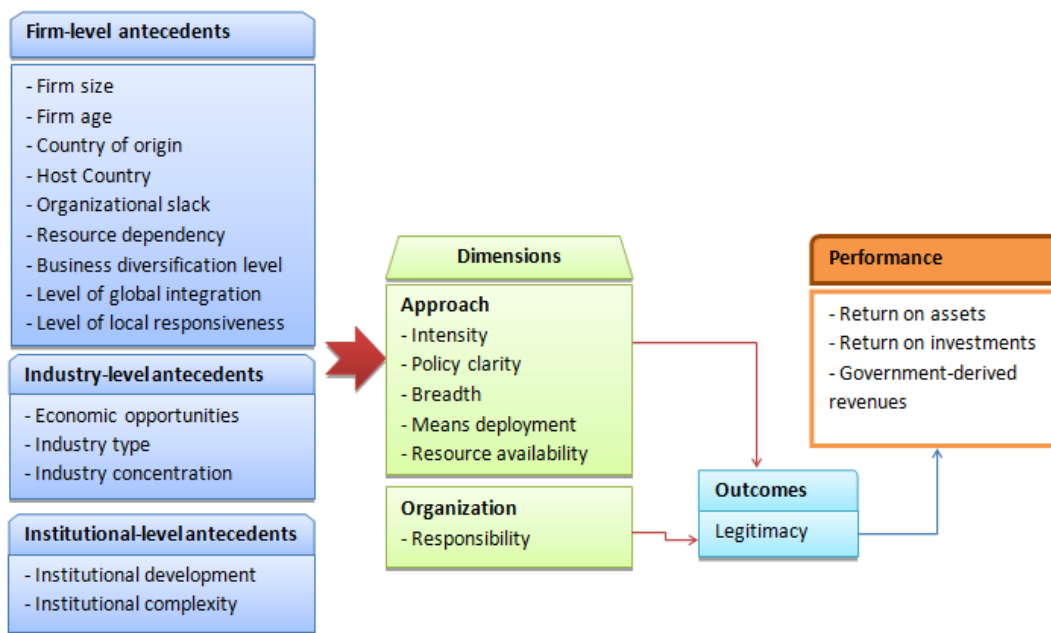 Firm-level antecedents
- Firm size
- Firm age
- Country of origin
- Host Country
- Organizational slack
- Resource dependency
- Business diversification level
- Level of global integration
- Level of local responsiveness
Industry-level antecedents
- Economic opportunities
- Industry type
- Industry concentration
Institutional-level antecedents
- Institutional development
- Institutional complexity
Dimensions
Approach
- Intensity
- Policy clarity
- Breadth
- Means deployment
- Resource availability
Organization
- Responsibility
Outcomes
Legitimacy
Performance
- Return on assets
- Return on investments
- Government-derived
revenues